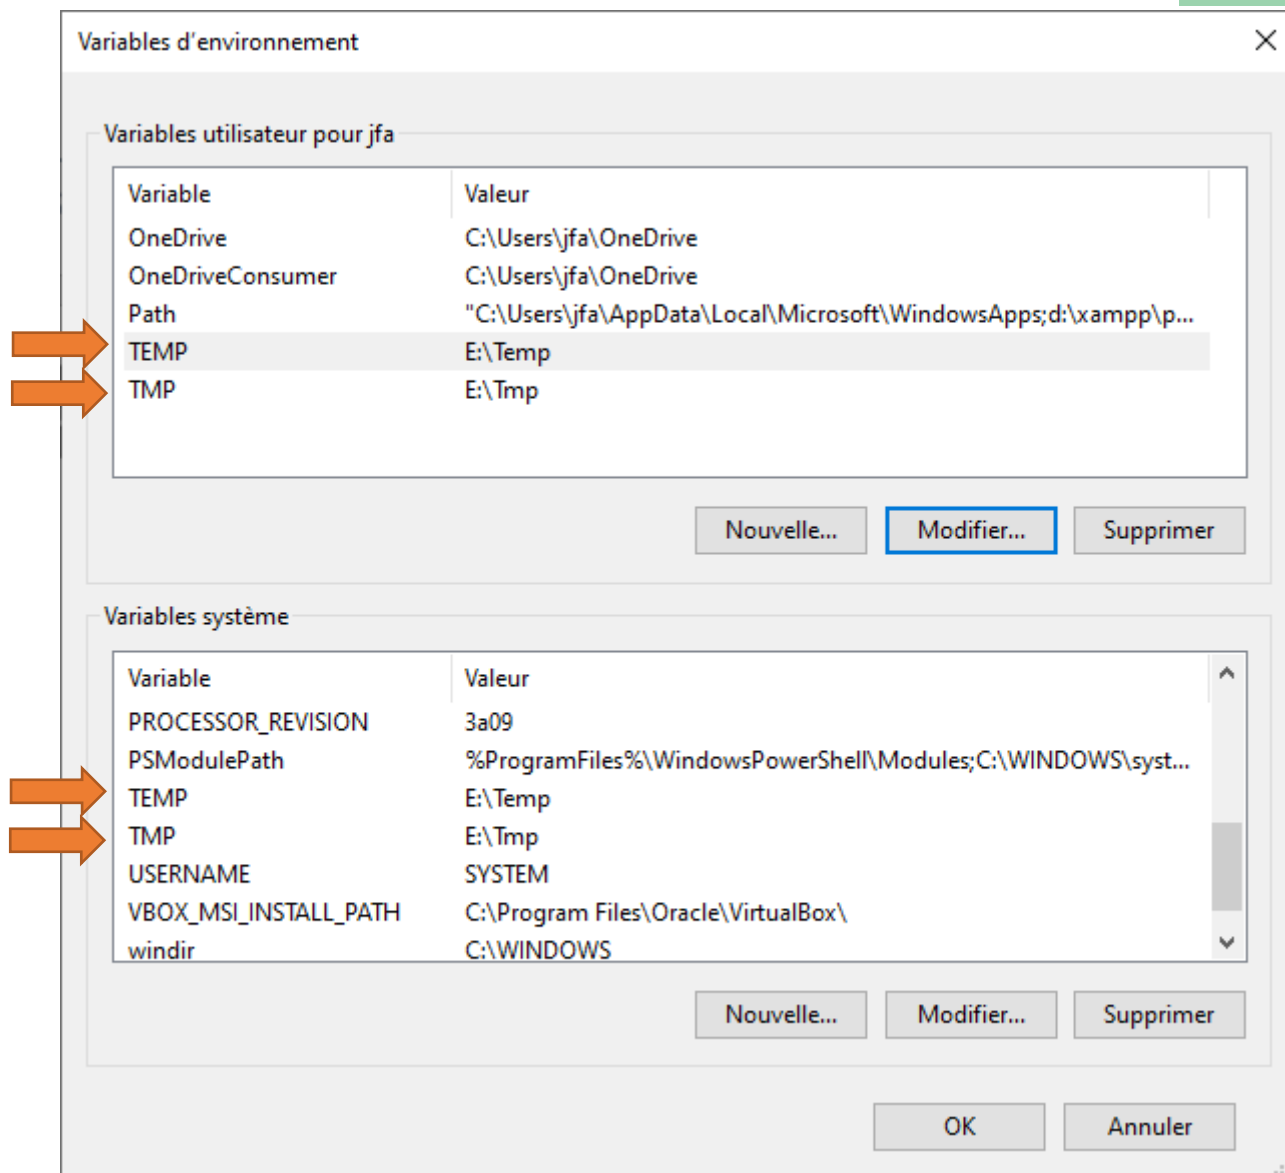 Variables d'environnement
Variables utilisateur pour jfa
Variable Valeur
OneDrive C:\Users\jfa\OneDrive
OneDriveConsumer C:\Users\jfa\OneDrive
Path "C:\Users\jfa\AppData\Local\Microsoft\WindowsApps;d:\xampp\p...
TEMP E:\Temp
TMP E:\Tmp
Nouvelle... Modifier... Supprimer
Variables système
Variable Valeur
PROCESSOR_REVISION 3a09
PSModulePath %ProgramFiles%\WindowsPowerShell\Modules;C:\WINDOWS\syst...
TEMP E:\Temp
TMP E:\Tmp
USERNAME SYSTEM
VBOX_MSI_INSTALL_PATH C:\Program Files\Oracle\VirtualBox\
windir C:\WINDOWS
Nouvelle... Modifier... Supprimer
OK Annuler